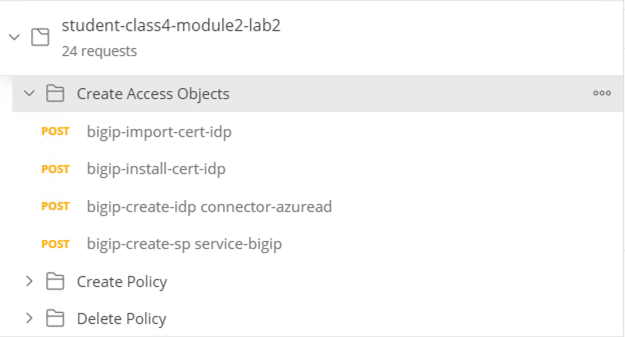 student-class4-module2-lab2
24 requests
Create Access Objects
POST bigip-import-cert-idp
POST bigip-install-cert-idp
POST bigip-create-idp connector-azuread
POST bigip-create-sp service-bigip
Create Policy
Delete Policy